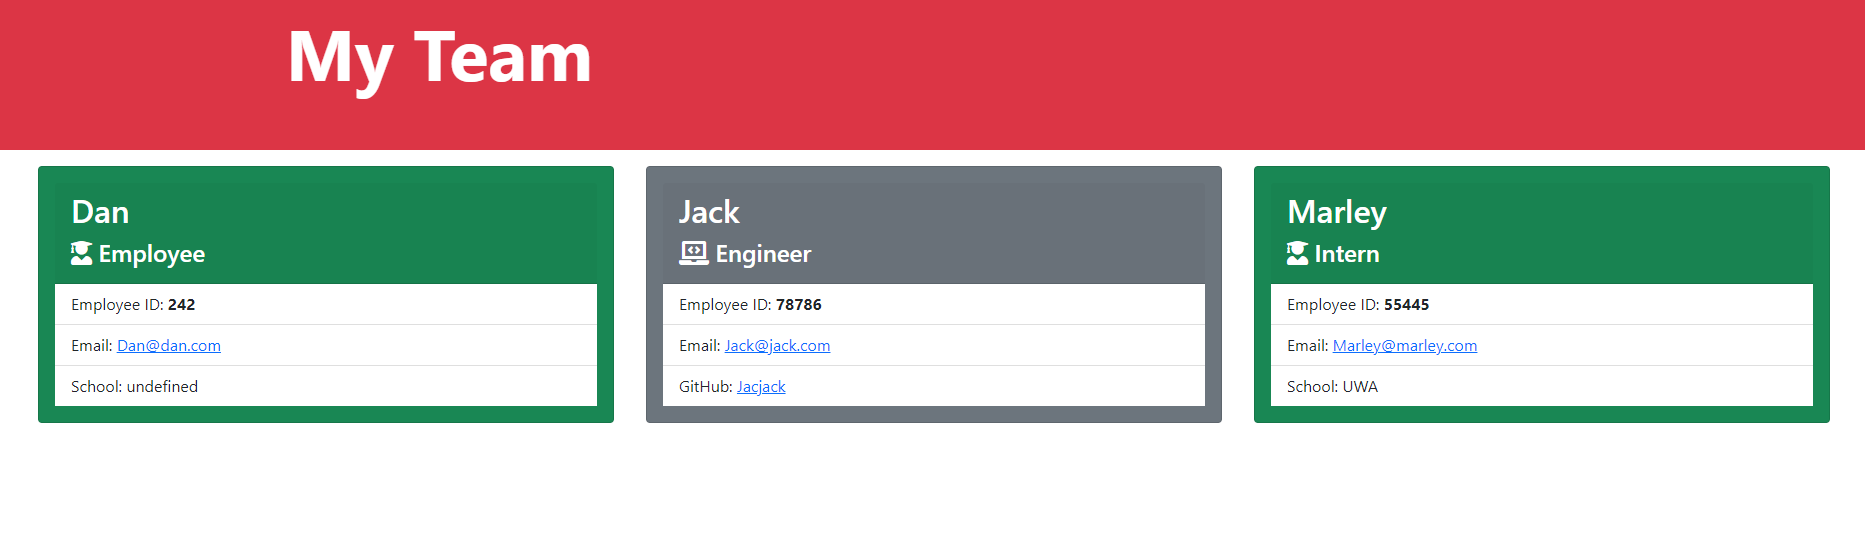 My Team
Dan
Employee
Employee ID: 242
Email: Dan@dan.com
School: undefined
Jack
Engineer
Employee ID: 78786
Email: Jack@jack.com
GitHub: Jacjack
Marley
Intern
Employee ID: 55445
Email: Marley@marley.com
School: UWA